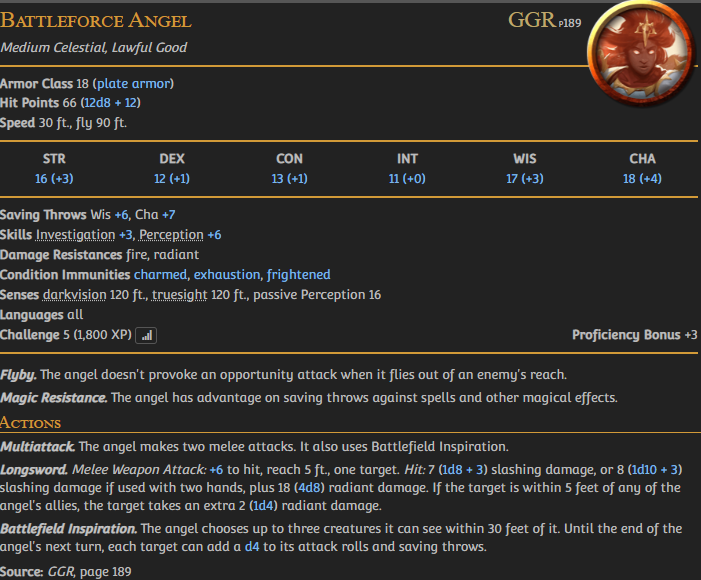 Battleforce Angel GGR p189
Medium Celestial, Lawful Good
Armor Class 18 (plate armor)
Hit Points 66 (12d8 + 12)
Speed 30 ft., fly 90 ft.
STR DEX CON INT WIS CHA
16 (+3) 12 (+1) 13 (+1) 11 (+0) 17 (+3) 18 (+4)
Saving Throws Wis +6, Cha +7
Skills Investigation +3, Perception +6
Damage Resistances fire, radiant
Condition Immunities charmed, exhaustion, frightened
Senses darkvision 120 ft., truesight 120 ft., passive Perception 16
Languages all
Challenge 5 (1,800 XP) Proficiency Bonus +3
Flyby. The angel doesn't provoke an opportunity attack when it flies out of an enemy's reach.
Magic Resistance. The angel has advantage on saving throws against spells and other magical effects.
Actions
Multiattack. The angel makes two melee attacks. It also uses Battlefield Inspiration.
Longsword. Melee Weapon Attack: +6 to hit, reach 5 ft., one target. Hit: 7 (1d8 + 3) slashing damage, or 8 (1d10 + 3)
slashing damage if used with two hands, plus 18 (4d8) radiant damage. If the target is within 5 feet of any of the
angel's allies, the target takes an extra 2 (1d4) radiant damage.
Battlefield Inspiration. The angel chooses up to three creatures it can see within 30 feet of it. Until the end of the
angel's next turn, each target can add a d4 to its attack rolls and saving throws.
Source: GGR, page 189